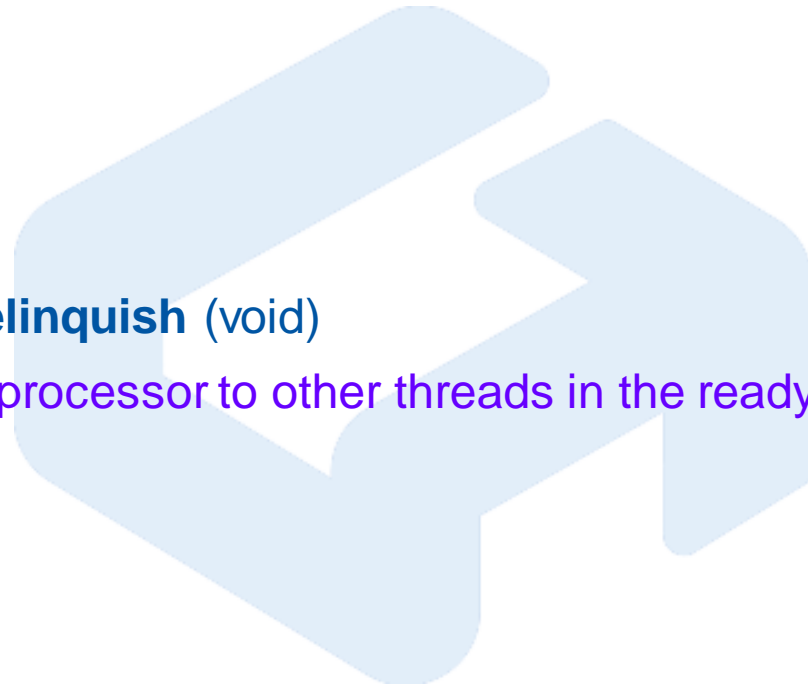 elinquish (void)
processor to other threads in the ready